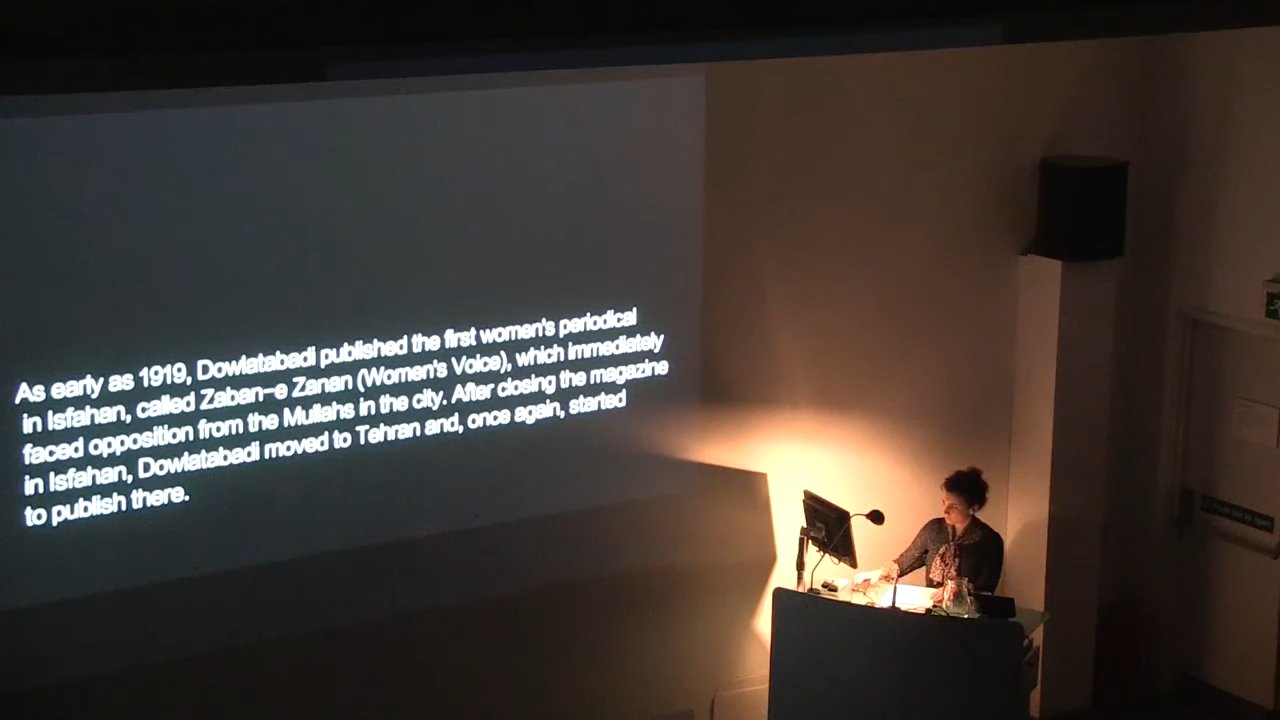 As early as 1919, Dowlatabadi published the first women's periodical
in Isfahan, called Zaban-e Zanan (Women's Voice), which immediately
faced opposition from the Mullahs in the city. After closing the magazine
in Isfahan, Dowlatabadi moved to Tehran and, once again, started
to publish there.